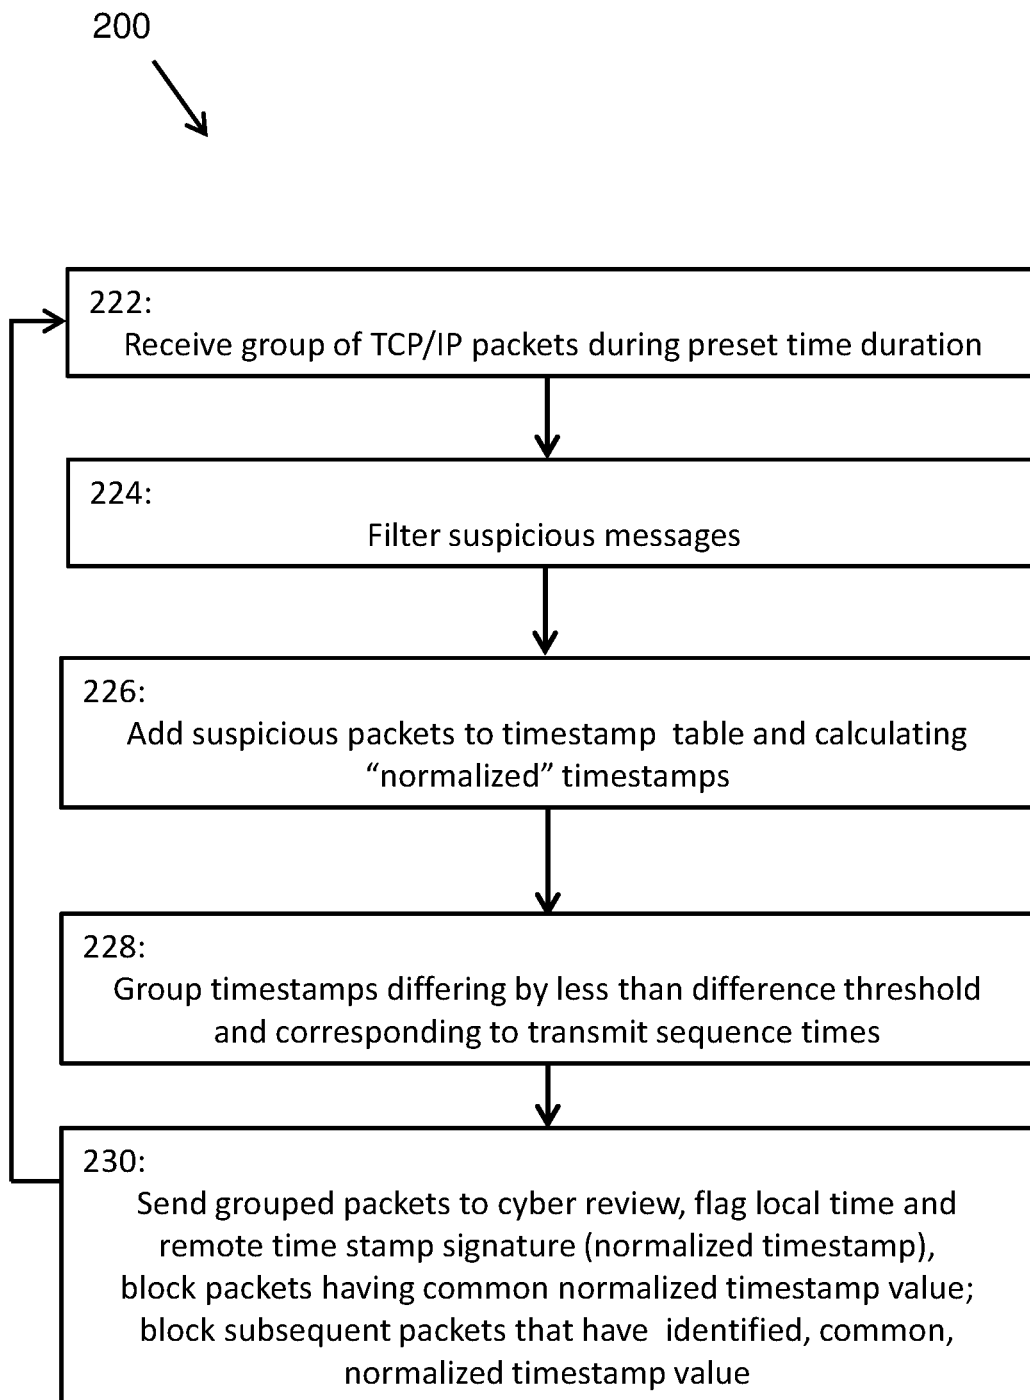 200
222:
Receive group of TCP/IP packets during preset time duration
224:
Filter suspicious messages
226:
Add suspicious packets to timestamp table and calculating
“normalized” timestamps
228:
Group timestamps differing by less than difference threshold
and corresponding to transmit sequence times
230:
Send grouped packets to cyber review, flag local time and
remote time stamp signature (normalized timestamp),
block packets having common normalized timestamp value;
block subsequent packets that have identified, common,
normalized timestamp value